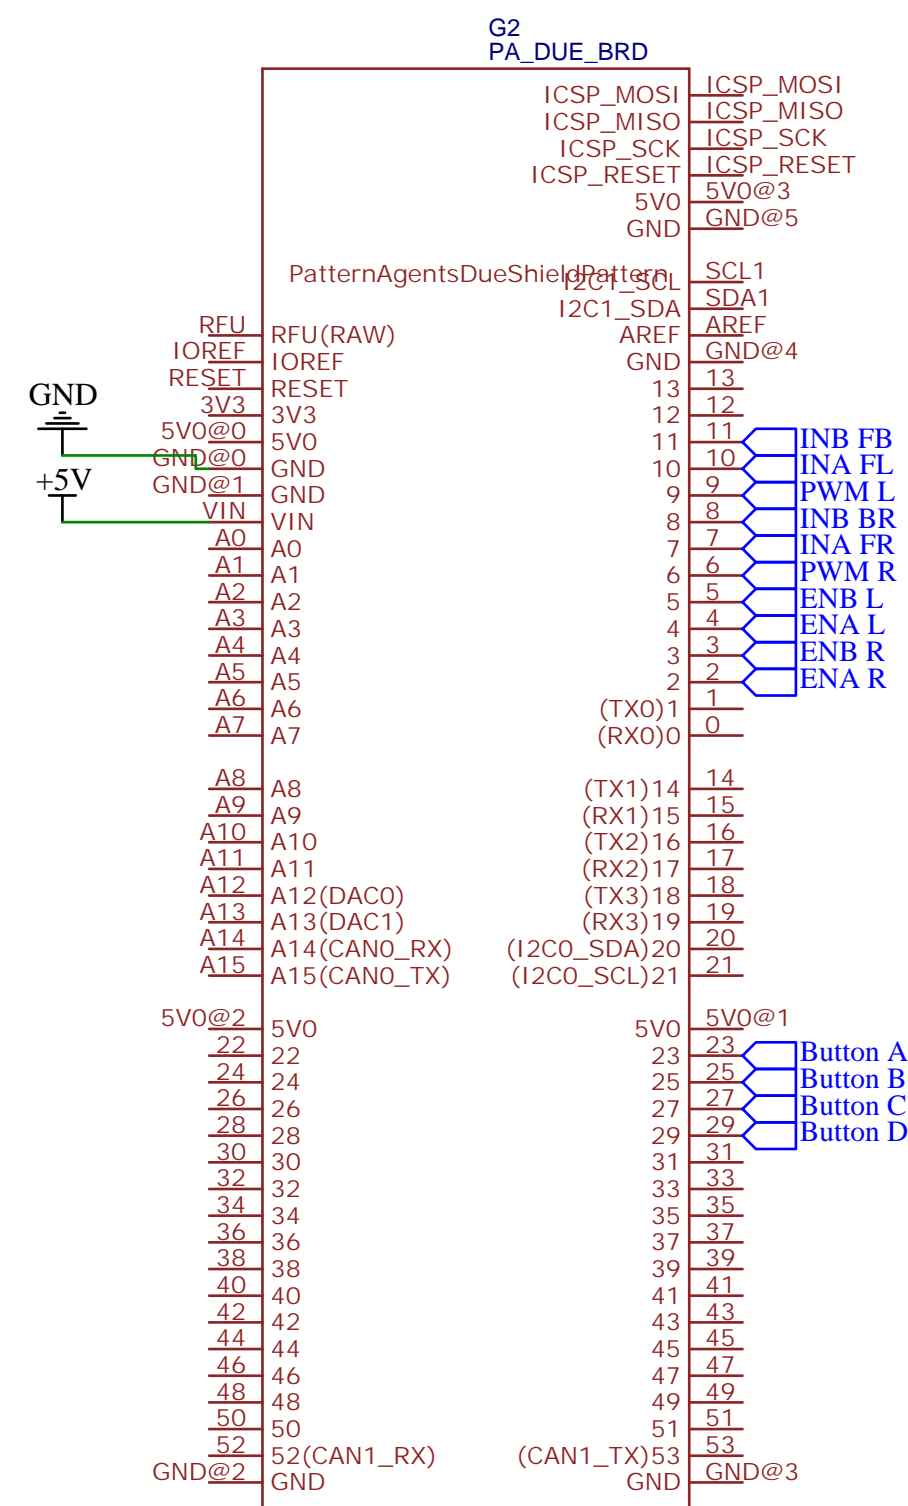 G2
PA_DUE_BRD
ICSP_MOSI ICSP_MOSI
ICSP_MISO ICSP_MISO
ICSP_SCK ICSP_SCK
ICSP_RESET ICSP_RESET
5V0 5V0@3
GND GND@5
PatternAgentsDueShieldPattern
I2C1_SCL SCL1
I2C1_SDA SDA1
RFU RFU(RAW) AREF AREF
IOREF IOREF GND GND@4
RESET RESET 13 13
GND
3V3 3V3 12 12
5V0@0 5V0 11 11 INB FB
GND@0 GND 10 10 INA FL
+5V
GND@1 GND 9 9 PWM L
VIN VIN 8 8 INB BR
A0 A0 7 7 INA FR
A1 A1 6 6 PWM R
A2 A2 5 5 ENB L
A3 A3 4 4 ENA L
A4 A4 3 3 ENB R
A5 A5 2 2 ENA R
A6 A6 (TX0)1 1
A7 A7 (RX0)0 0
A8 A8 (TX1)14 14
A9 A9 (RX1)15 15
A10 A10 (TX2)16 16
A11 A11 (RX2)17 17
A12 A12(DAC0) (TX3)18 18
A13 A13(DAC1) (RX3)19 19
A14 A14(CAN0_RX) (I2C0_SDA)20 20
A15 A15(CAN0_TX) (I2C0_SCL)21 21
5V0@2 5V0 5V0 5V0@1
22 22 23 23 Button A
24 24 25 25 Button B
26 26 27 27 Button C
28 28 29 29 Button D
30 30 31 31
32 32 33 33
34 34 35 35
36 36 37 37
38 38 39 39
40 40 41 41
42 42 43 43
44 44 45 45
46 46 47 47
48 48 49 49
50 50 51 51
52 52(CAN1_RX) (CAN1_TX)53 53
GND@2 GND GND GND@3